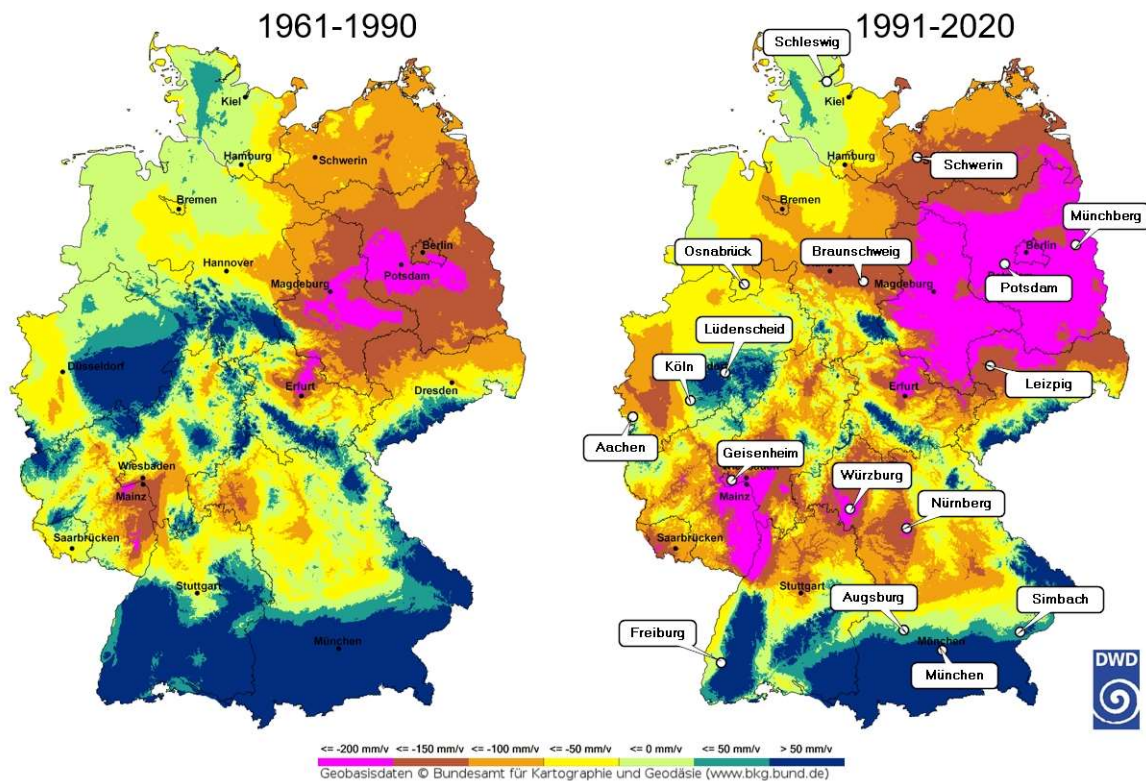 1961-1990
1991-2020
Kiel
Hamburg
Schwerin
Bremen
Berlin
Potsdam
Hannover
Magdeburg
Düsseldorf
Erfurt
Dresden
Wiesbaden
Mainz
Saarbrücken
Stuttgart
München
Schleswig
Kiel
Hamburg
Schwerin
Bremen
Münchberg
Berlin
Osnabrück
Braunschweig
Potsdam
Magdeburg
Lüdenscheid
Köln
Erfurt
Leizpig
Aachen
Geisenheim
Mainz
Würzburg
Nürnberg
Saarbrücken
Stuttgart
Augsburg
Simbach
Freiburg
München
München
DWD
<= -200 mm/v <= -150 mm/v <= -100 mm/v <= -50 mm/v <= 0 mm/v <= 50 mm/v > 50 mm/v
Geobasisdaten © Bundesamt für Kartographie und Geodäsie (www.bkg.bund.de)